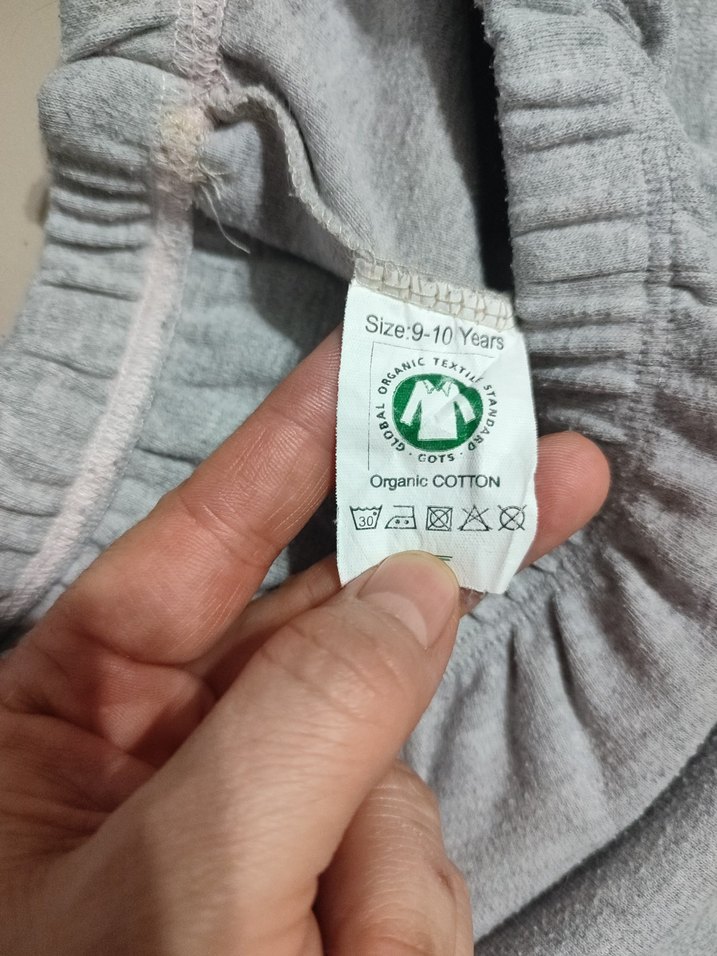 Size:9-10 Years
GLOBAL ORGANIC TEXTILE STANDARD
· GOTS ·
Organic COTTON
30